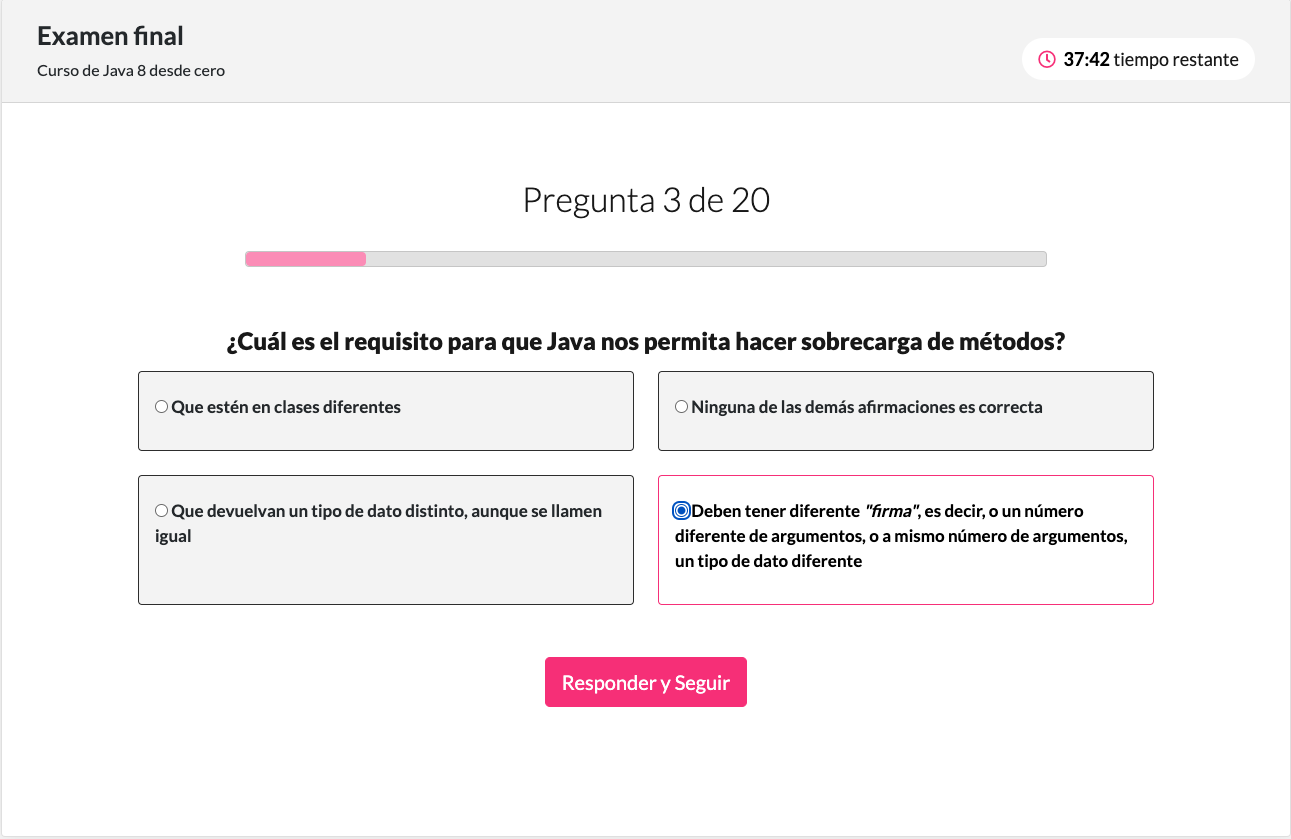 Examen final
Curso de Java 8 desde cero
37:42 tiempo restante
Pregunta 3 de 20
¿Cuál es el requisito para que Java nos permita hacer sobrecarga de métodos?
Que estén en clases diferentes
Ninguna de las demás afirmaciones es correcta
Que devuelvan un tipo de dato distinto, aunque se llamen
igual
Deben tener diferente "firma", es decir, o un número
diferente de argumentos, o a mismo número de argumentos,
un tipo de dato diferente
Responder y Seguir